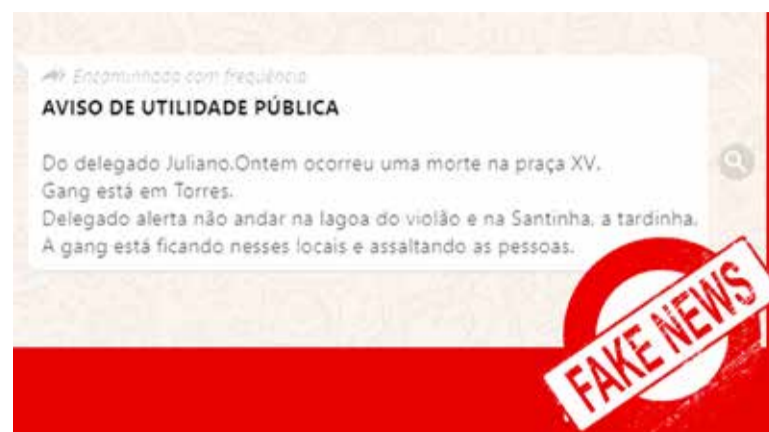 Encaminhada com freqüência
AVISO DE UTILIDADE PÚBLICA
Do delegado Juliano.Ontem ocorreu uma morte na praça XV.
Gang está em Torres.
Delegado alerta não andar na lagoa do violão e na Santinha, a tardinha.
A gang está ficando nesses locais e assaltando as pessoas.
FAKE NEWS